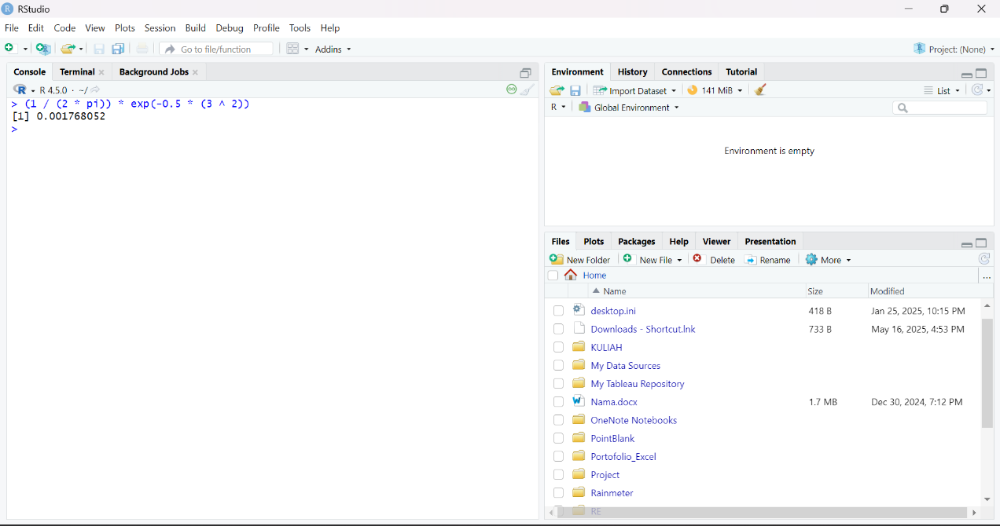 RStudio
File Edit Code View Plots Session Build Debug Profile Tools Help
Go to file/function Addins Project: (None)
Console Terminal Background Jobs
R 4.5.0 · ~/
> (1 / (2 * pi)) * exp(-0.5 * (3 ^ 2))
[1] 0.001768052
>
Environment History Connections Tutorial
Import Dataset 141 MiB List
R Global Environment
Environment is empty
Files Plots Packages Help Viewer Presentation
New Folder New File Delete Rename More
Home ...
Name Size Modified
desktop.ini 418 B Jan 25, 2025, 10:15 PM
Downloads - Shortcut.lnk 733 B May 16, 2025, 4:53 PM
KULIAH
My Data Sources
My Tableau Repository
Nama.docx 1.7 MB Dec 30, 2024, 7:12 PM
OneNote Notebooks
PointBlank
Portofolio_Excel
Project
Rainmeter
RE